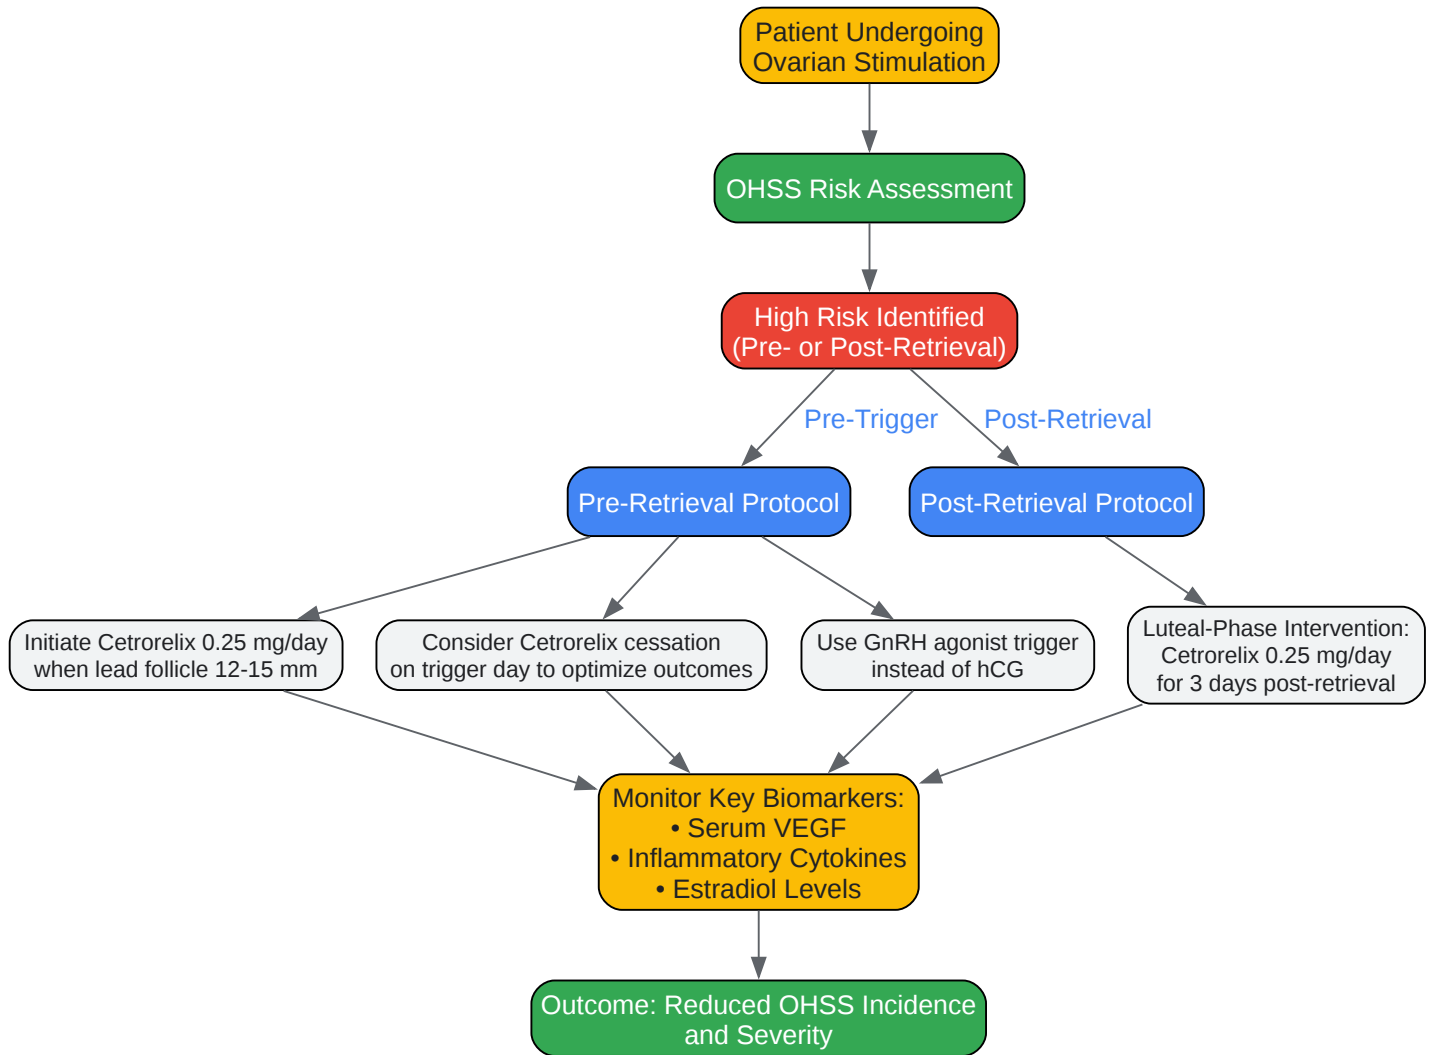 Patient Undergoing
Ovarian Stimulation
OHSS Risk Assessment
High Risk Identified
(Pre- or Post-Retrieval)
Pre-Trigger
Post-Retrieval
Pre-Retrieval Protocol
Post-Retrieval Protocol
Initiate Cetrorelix 0.25 mg/day
when lead follicle 12-15 mm
Consider Cetrorelix cessation
on trigger day to optimize outcomes
Use GnRH agonist trigger
instead of hCG
Luteal-Phase Intervention:
Cetrorelix 0.25 mg/day
for 3 days post-retrieval
Monitor Key Biomarkers:
• Serum VEGF
• Inflammatory Cytokines
• Estradiol Levels
Outcome: Reduced OHSS Incidence
and Severity